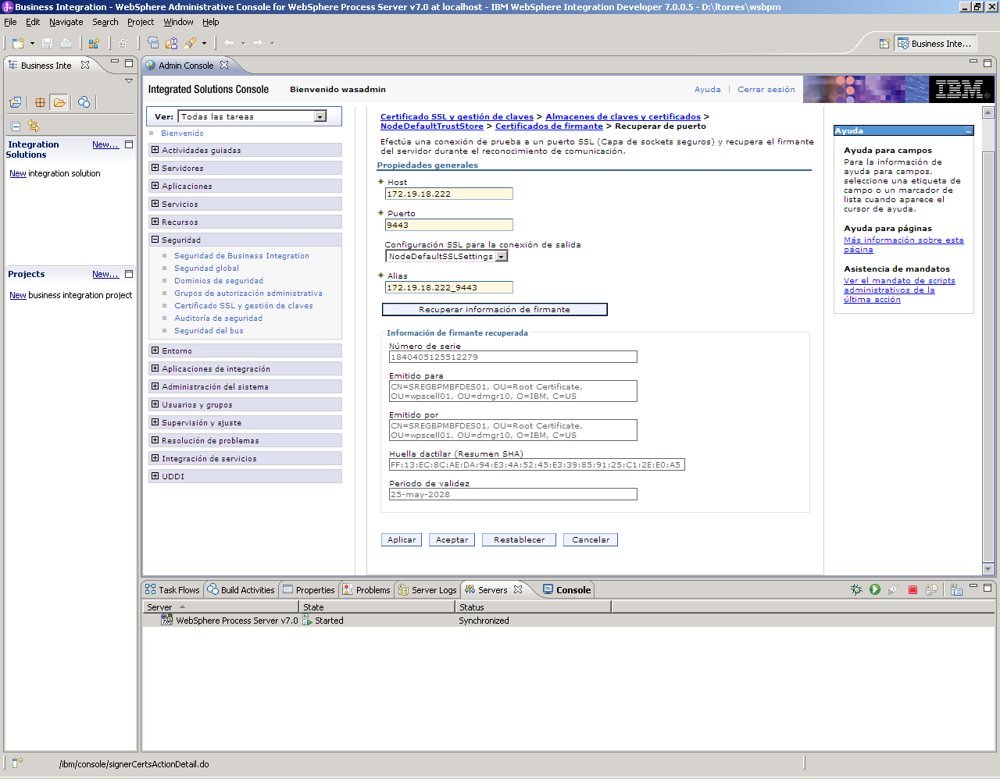 Business Integration - WebSphere Administrative Console for WebSphere Process Server v7.0 at localhost - IBM WebSphere Integration Developer 7.0.0.5 - D:\ltorres\wsbpm
File Edit Navigate Search Project Window Help
Business Inte...
Business Inte
Integration Solutions New...
New integration solution
Projects New...
New business integration project
Admin Console
Integrated Solutions Console Bienvenido wasadmin Ayuda | Cerrar sesión IBM
Ver: Todas las tareas
Bienvenido
Actividades guiadas
Servidores
Aplicaciones
Servicios
Recursos
Seguridad
Seguridad de Business Integration
Seguridad global
Dominios de seguridad
Grupos de autorización administrativa
Certificado SSL y gestión de claves
Auditoría de seguridad
Seguridad del bus
Entorno
Aplicaciones de integración
Administración del sistema
Usuarios y grupos
Supervisión y ajuste
Resolución de problemas
Integración de servicios
UDDI
Certificado SSL y gestión de claves > Almacenes de claves y certificados >
NodeDefaultTrustStore > Certificados de firmante > Recuperar de puerto
Efectúa una conexión de prueba a un puerto SSL (Capa de sockets seguros) y recupera el firmante
del servidor durante el reconocimiento de comunicación.
Propiedades generales
* Host
172.19.18.222
* Puerto
9443
Configuración SSL para la conexión de salida
NodeDefaultSSLSettings
* Alias
172.19.18.222_9443
Recuperar información de firmante
Información de firmante recuperada
Número de serie
1840405125512279
Emitido para
CN=SREGBPMBFDES01, OU=Root Certificate,
OU=wpscell01, OU=dmgr10, O=IBM, C=US
Emitido por
CN=SREGBPMBFDES01, OU=Root Certificate,
OU=wpscell01, OU=dmgr10, O=IBM, C=US
Huella dactilar (Resumen SHA)
FF:13:EC:8C:AE:DA:94:E3:4A:52:45:E3:39:85:91:25:C1:2E:E0:A5
Periodo de validez
25-may-2028
Aplicar Aceptar Restablecer Cancelar
Ayuda
Ayuda para campos
Para la información de
ayuda para campos,
seleccione una etiqueta de
campo o un marcador de
lista cuando aparece el
cursor de ayuda.
Ayuda para páginas
Más información sobre esta
página
Asistencia de mandatos
Ver el mandato de scripts
administrativos de la
última acción
Task Flows Build Activities Properties Problems Server Logs Servers Console
Server State Status
WebSphere Process Server v7.0 Started Synchronized
/ibm/console/signerCertsActionDetail.do